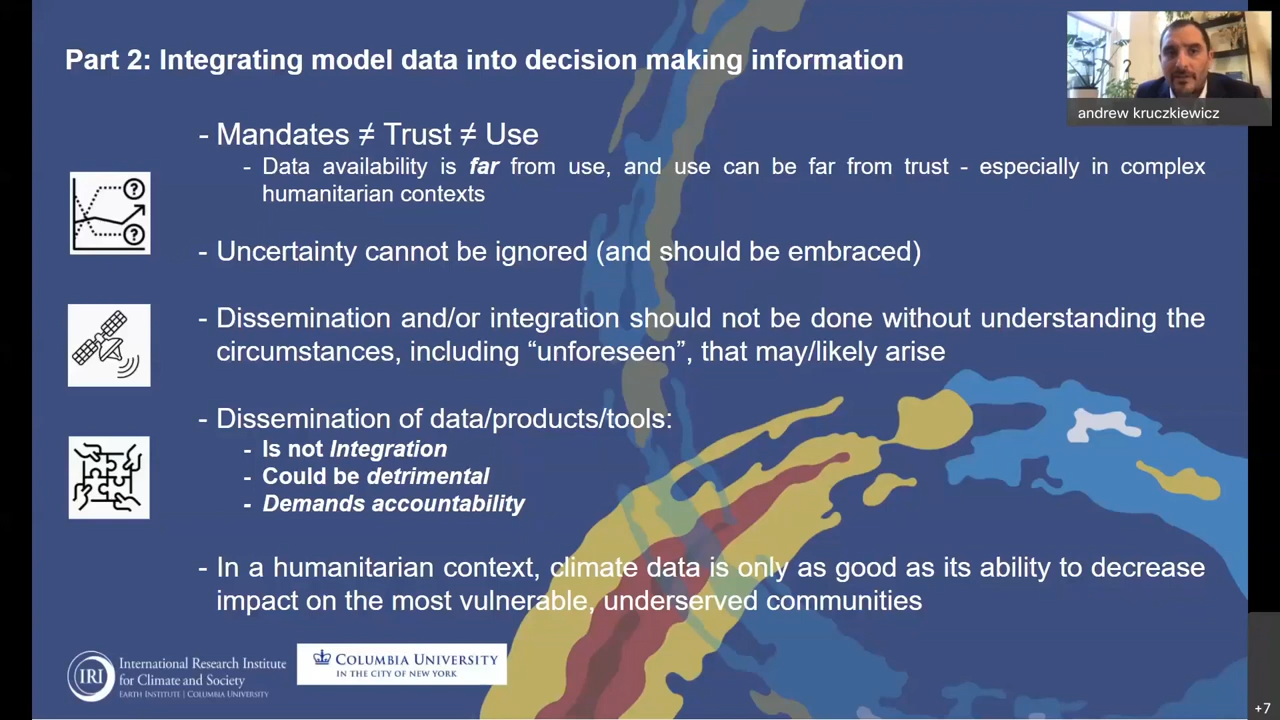 Part 2: Integrating model data into decision making information
andrew kruczkiewicz
- Mandates ≠ Trust ≠ Use
- Data availability is far from use, and use can be far from trust - especially in complex
humanitarian contexts
- Uncertainty cannot be ignored (and should be embraced)
- Dissemination and/or integration should not be done without understanding the
circumstances, including “unforeseen”, that may/likely arise
- Dissemination of data/products/tools:
- Is not Integration
- Could be detrimental
- Demands accountability
- In a humanitarian context, climate data is only as good as its ability to decrease
impact on the most vulnerable, underserved communities
IRI
International Research Institute
for Climate and Society
EARTH INSTITUTE | COLUMBIA UNIVERSITY
COLUMBIA UNIVERSITY
IN THE CITY OF NEW YORK
+7